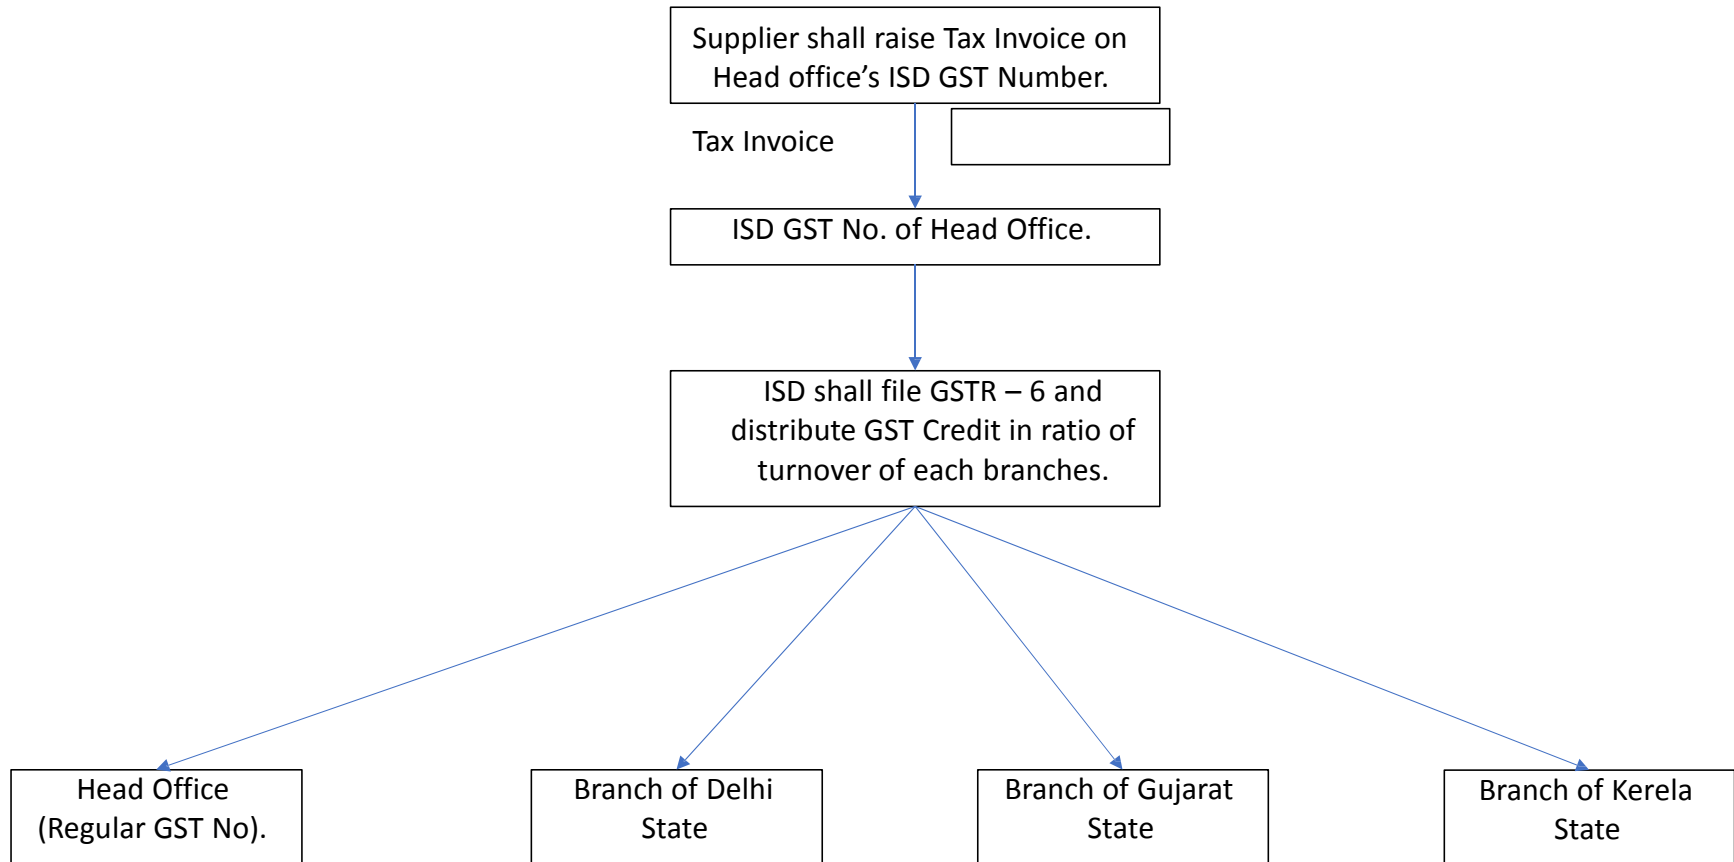 Supplier shall raise Tax Invoice on
Head office’s ISD GST Number.
Tax Invoice
ISD GST No. of Head Office.
ISD shall file GSTR – 6 and
distribute GST Credit in ratio of
turnover of each branches.
Head Office
(Regular GST No).
Branch of Delhi
State
Branch of Gujarat
State
Branch of Kerela
State